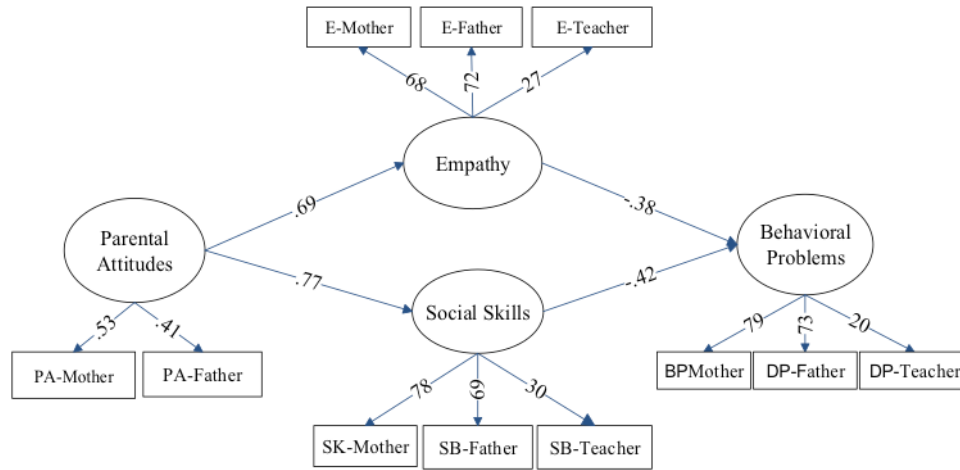 E-Mother
E-Father
E-Teacher
68
72
27
Empathy
.69
-.38
Parental
Attitudes
Behavioral
Problems
.77
-.42
Social Skills
.53
.41
79
-73
20
PA-Mother
PA-Father
BPMother
DP-Father
DP-Teacher
78
69
30
SK-Mother
SB-Father
SB-Teacher